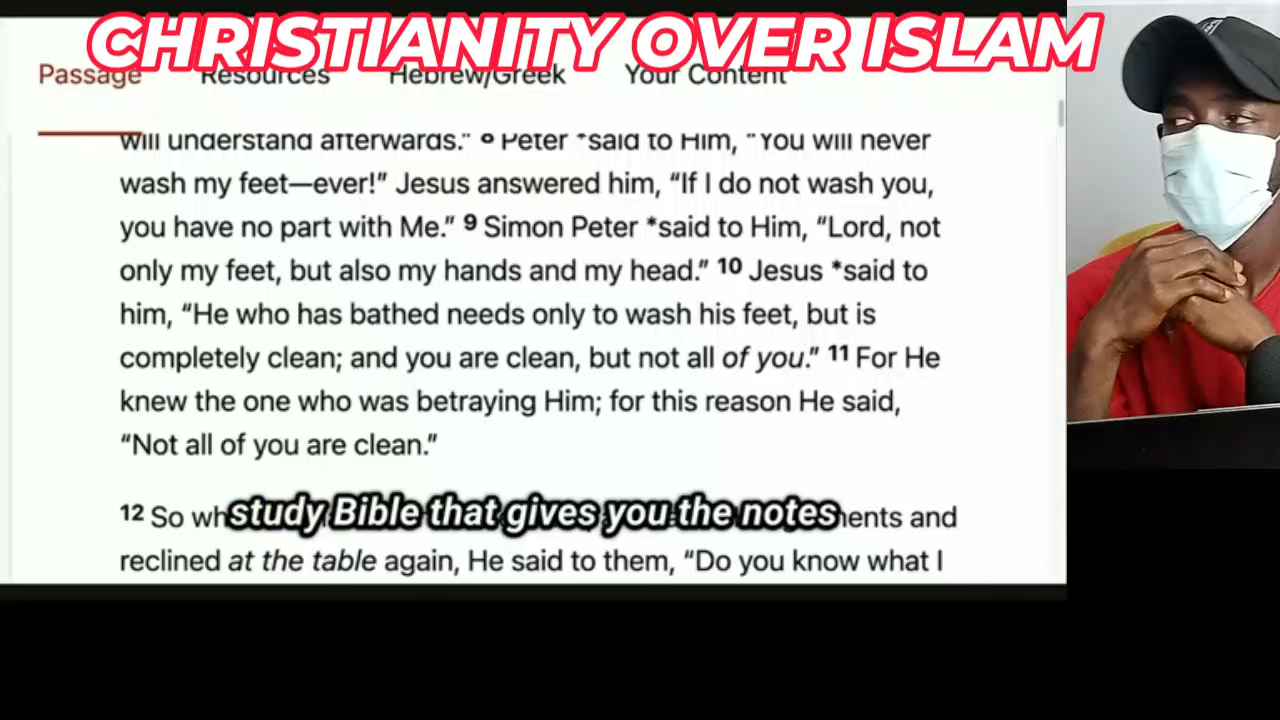 CHRISTIANITY OVER ISLAM
Passage Resources Hebrew/Greek Your Content
will understand afterwards.” 8 Peter *said to Him, “You will never
wash my feet—ever!” Jesus answered him, “If I do not wash you,
you have no part with Me.” 9 Simon Peter *said to Him, “Lord, not
only my feet, but also my hands and my head.” 10 Jesus *said to
him, “He who has bathed needs only to wash his feet, but is
completely clean; and you are clean, but not all of you.” 11 For He
knew the one who was betraying Him; for this reason He said,
“Not all of you are clean.”
study Bible that gives you the notes
12 So and
reclined at the table again, He said to them, “Do you know what I